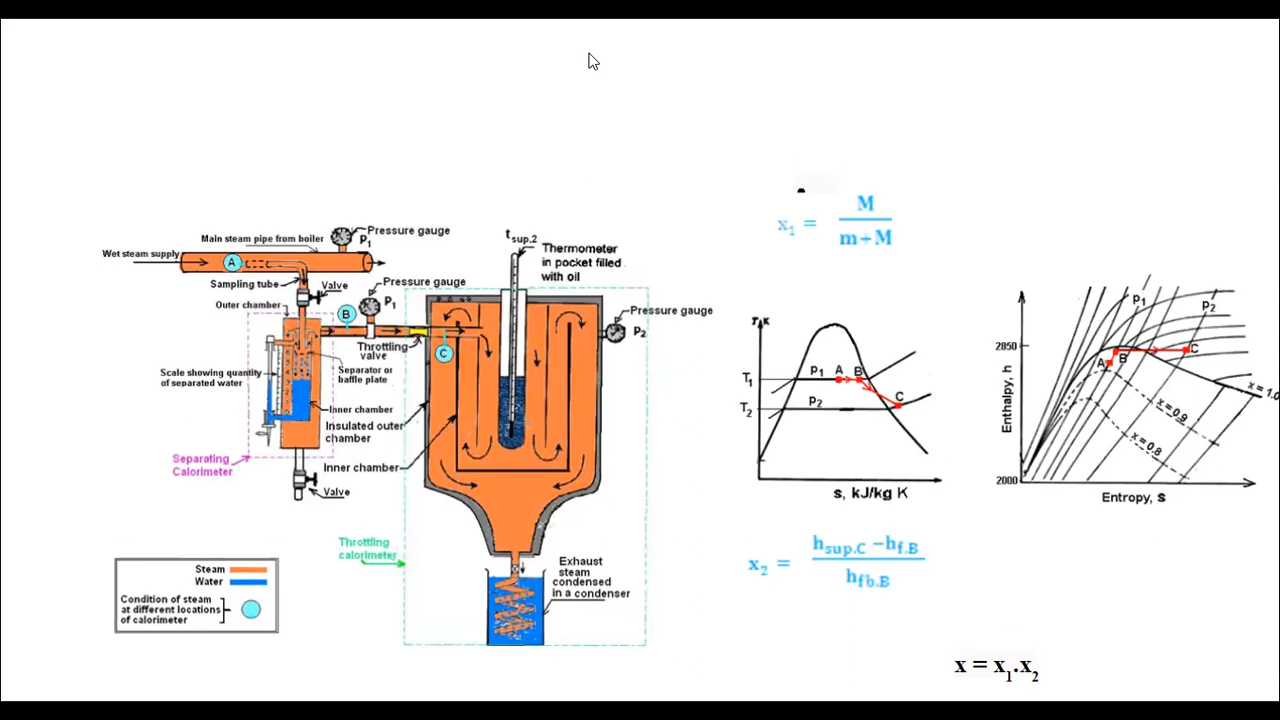 Main steam pipe from boiler
Pressure gauge
p1
Wet steam supply
A
Sampling tube
Valve
Pressure gauge
p1
Outer chamber
B
Throttling
valve
C
Scale showing quantity
of separated water
Separator or
baffle plate
Inner chamber
Insulated outer
chamber
Inner chamber
Separating
Calorimeter
Valve
tsup.2
Thermometer
in pocket filled
with oil
Pressure gauge
p2
Throttling
calorimeter
Exhaust
steam
condensed
in a condenser
Steam
Water
Condition of steam
at different locations
of calorimeter
x1 = M
m+M
T,K
T1
T2
p1
A
B
p2
C
s, kJ/kg K
Enthalpy, h
2850
2000
p1
p2
A
B
C
x = 1.0
x=0.9
x=0.8
Entropy, s
x2 = hsup.C - hf.B
hfb.B
x = x1.x2